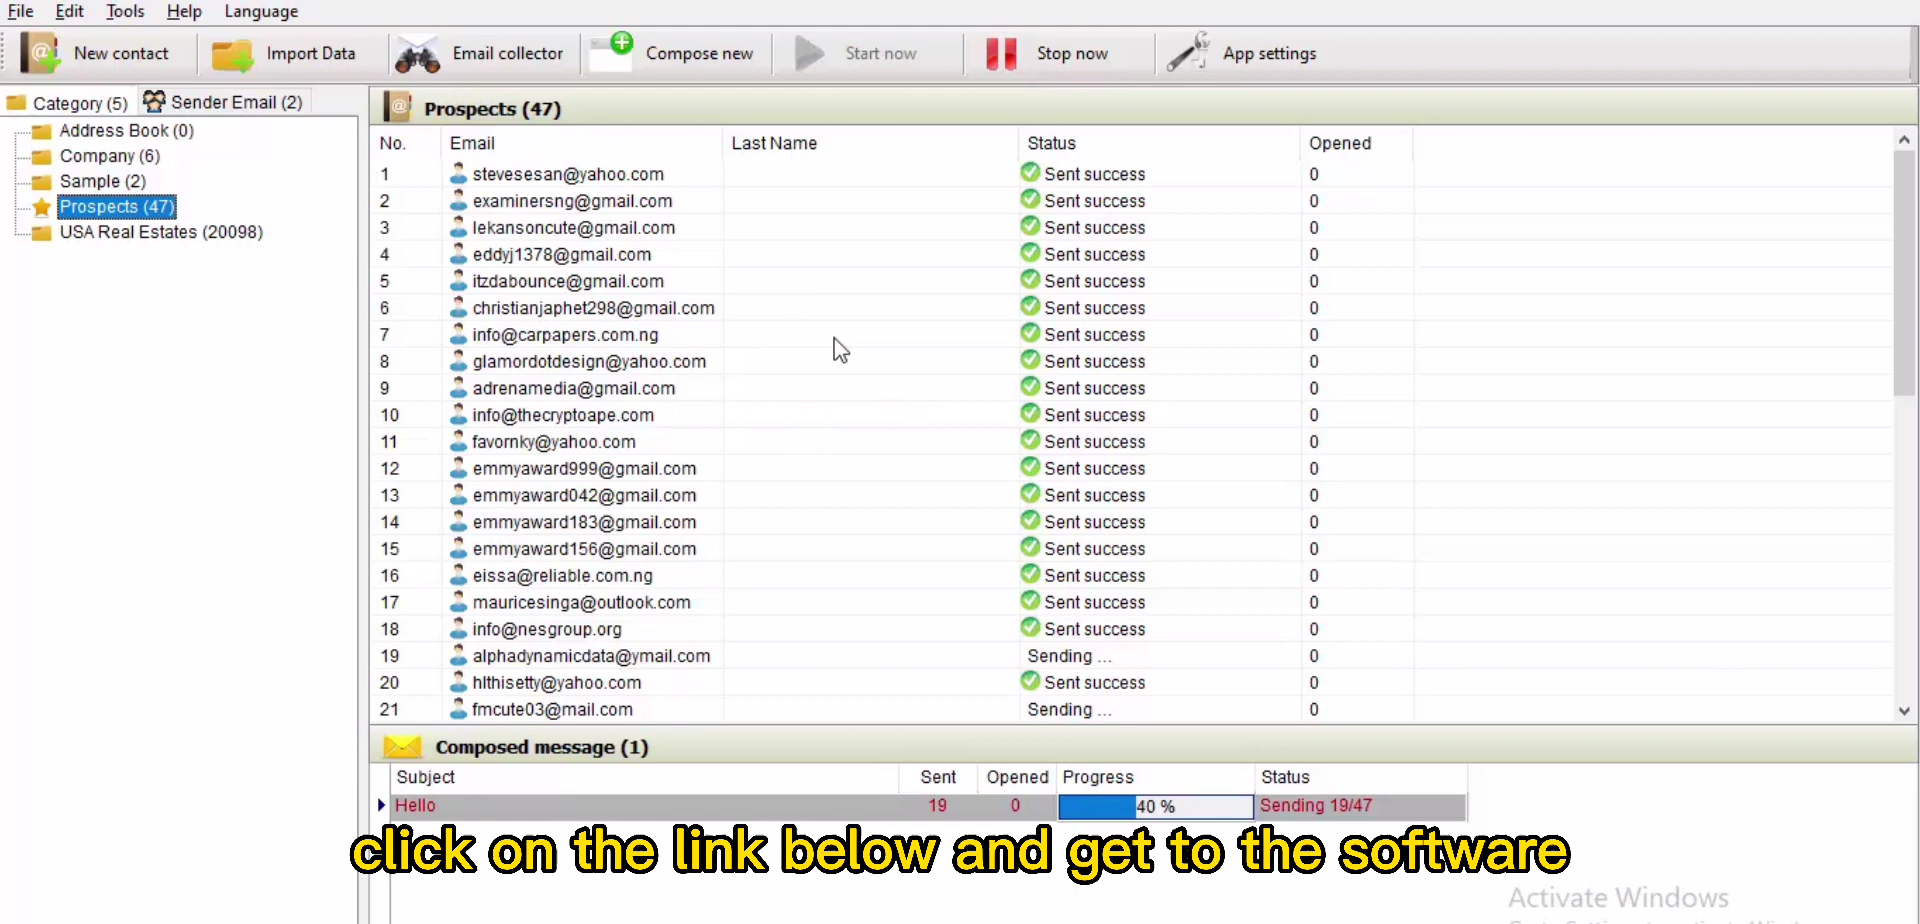 File Edit Tools Help Language
New contact Import Data Email collector Compose new Start now Stop now App settings
Category (5) Sender Email (2)
Address Book (0)
Company (6)
Sample (2)
Prospects (47)
USA Real Estates (20098)
Prospects (47)
No. Email Last Name Status Opened
1 stevesesan@yahoo.com Sent success 0
2 examinersng@gmail.com Sent success 0
3 lekansoncute@gmail.com Sent success 0
4 eddyj1378@gmail.com Sent success 0
5 itzdabounce@gmail.com Sent success 0
6 christianjaphet298@gmail.com Sent success 0
7 info@carpapers.com.ng Sent success 0
8 glamordotdesign@yahoo.com Sent success 0
9 adrenamedia@gmail.com Sent success 0
10 info@thecryptoape.com Sent success 0
11 favornky@yahoo.com Sent success 0
12 emmyaward999@gmail.com Sent success 0
13 emmyaward042@gmail.com Sent success 0
14 emmyaward183@gmail.com Sent success 0
15 emmyaward156@gmail.com Sent success 0
16 eissa@reliable.com.ng Sent success 0
17 mauricesinga@outlook.com Sent success 0
18 info@nesgroup.org Sent success 0
19 alphadynamicdata@ymail.com Sending ... 0
20 hlthisetty@yahoo.com Sent success 0
21 fmcute03@mail.com Sending ... 0
Composed message (1)
Subject Sent Opened Progress Status
Hello 19 0 40 % Sending 19/47
click on the link below and get to the software
Activate Windows